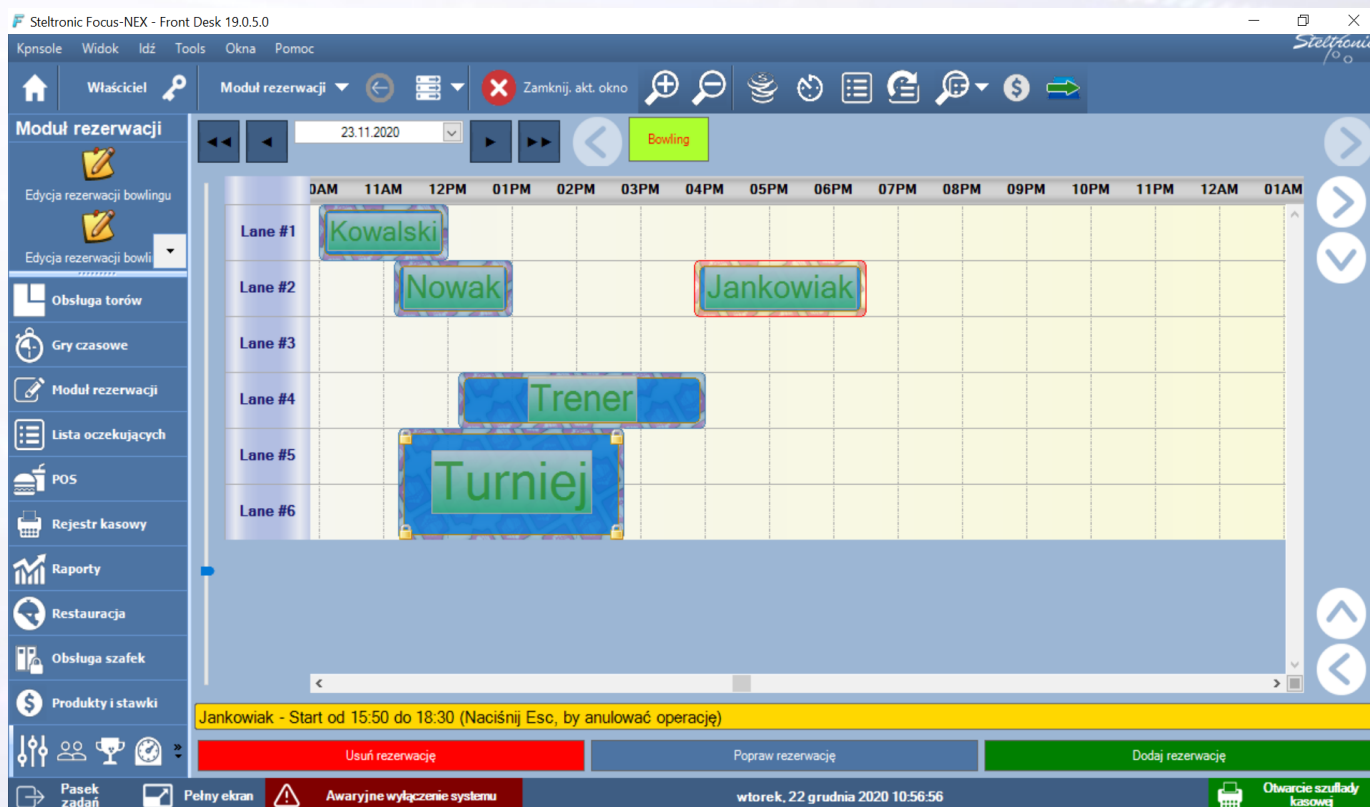 Steltronic Focus-NEX - Front Desk 19.0.5.0
Kpnsole Widok Idź Tools Okna Pomoc
Steltronic
Właściciel Moduł rezerwacji Zamknij. akt. okno
Moduł rezerwacji
23.11.2020
Bowling
Edycja rezerwacji bowlingu
Edycja rezerwacji bowli
0AM 11AM 12PM 01PM 02PM 03PM 04PM 05PM 06PM 07PM 08PM 09PM 10PM 11PM 12AM 01AM
Lane #1 Kowalski
Lane #2 Nowak Jankowiak
Lane #3
Lane #4 Trener
Lane #5
Turniej
Lane #6
Obsługa torów
Gry czasowe
Moduł rezerwacji
Lista oczekujących
POS
Rejestr kasowy
Raporty
Restauracja
Obsługa szafek
Produkty i stawki
Jankowiak - Start od 15:50 do 18:30 (Naciśnij Esc, by anulować operację)
Usuń rezerwację Popraw rezerwację Dodaj rezerwację
Pasek zadań
Pełny ekran
Awaryjne wyłączenie systemu
wtorek, 22 grudnia 2020 10:56:56
Otwarcie szuflady
kasowej